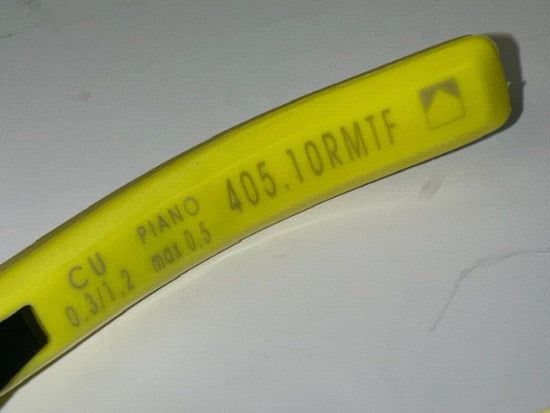 CU
0,3/1,2
PIANO
max 0,5
405.10RMTF